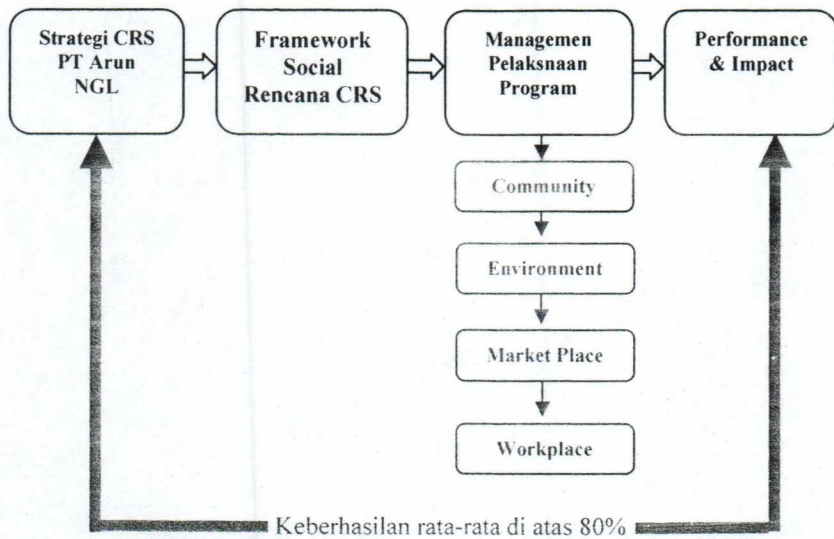 Strategi CRS
PT Arun
NGL
Framework
Social
Rencana CRS
Managemen
Pelaksnaan
Program
Performance
& Impact
Community
Environment
Market Place
Workplace
Keberhasilan rata-rata di atas 80%